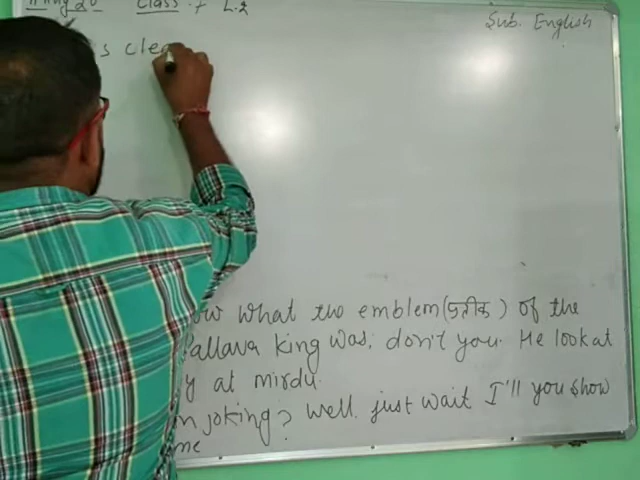 Class - 7 L.2
Sub. English
s clea
ow what the emblem (प्रतीक) of the
Pallava King was, don't you. He look at
y at mirdu.
m joking? Well just wait I'll you show
me